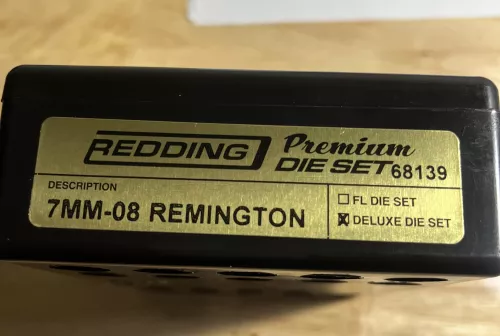 REDDING Premium
DIE SET 68139
DESCRIPTION
7MM-08 REMINGTON
☐ FL DIE SET
☒ DELUXE DIE SET